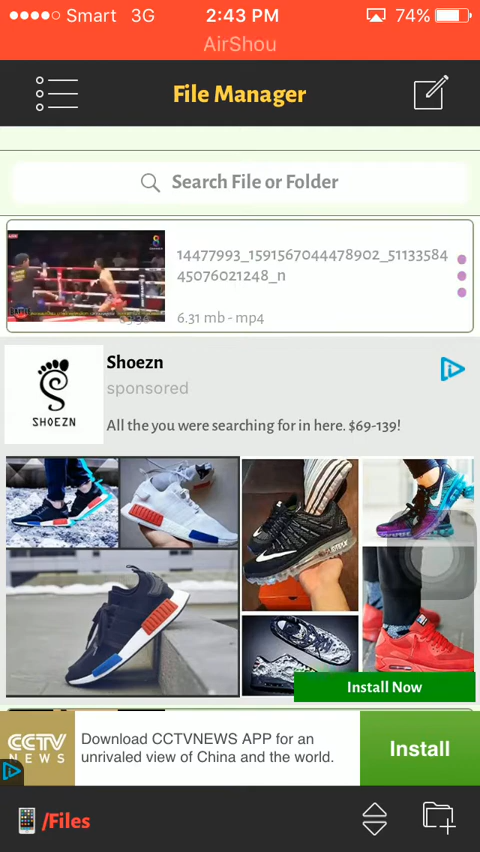 Smart 3G 2:43 PM 74%
AirShou
File Manager
Search File or Folder
14477993_1591567044478902_51133584
45076021248_n
6.31 mb - mp4
Shoezn
sponsored
SHOEZN
All the you were searching for in here. $69-139!
Install Now
CCTV
NEWS
Download CCTVNEWS APP for an
unrivaled view of China and the world.
Install
/Files